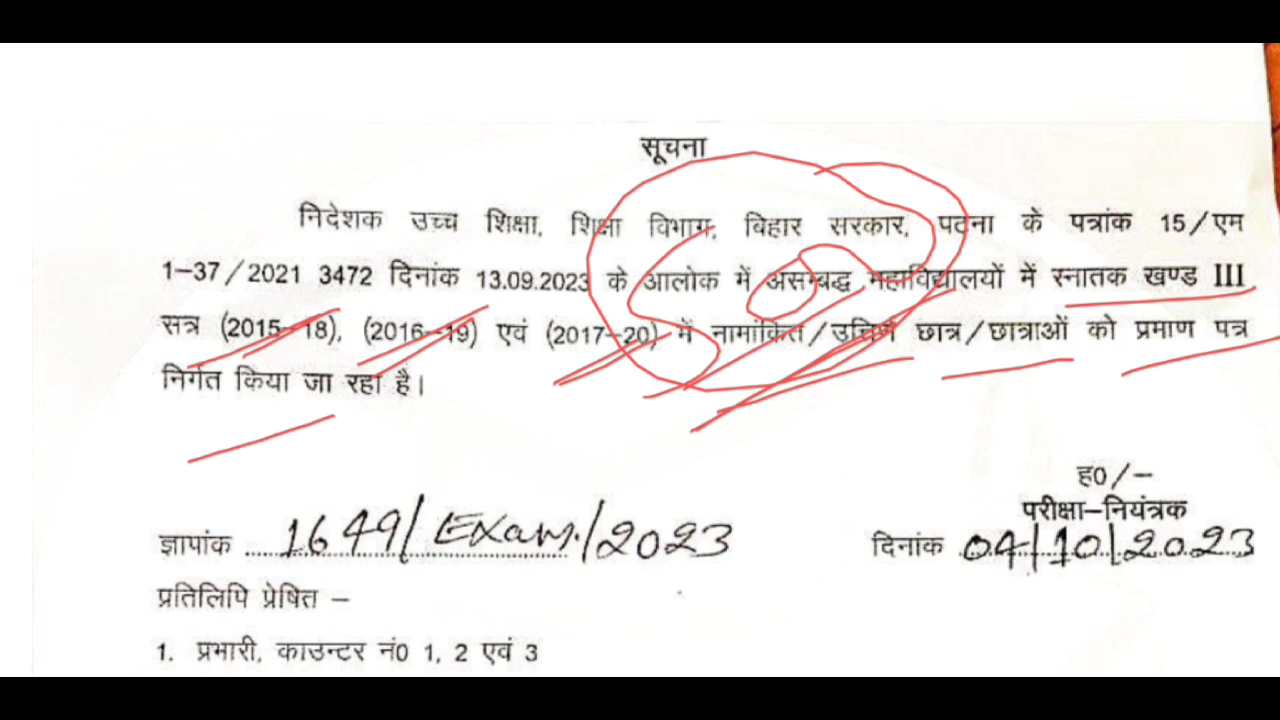 सूचना
निदेशक उच्च शिक्षा, शिक्षा विभाग, बिहार सरकार, पटना के पत्रांक 15/एम
1-37/2021 3472 दिनांक 13.09.2023 के आलोक में असम्बद्ध महाविद्यालयों में स्नातक खण्ड III
सत्र (2015-18), (2016-19) एवं (2017-20) में नामांकित/उत्तिर्ण छात्र/छात्राओं को प्रमाण पत्र
निर्गत किया जा रहा है।
ह0/-
परीक्षा-नियंत्रक
ज्ञापांक 1649/Exam./2023 दिनांक 04/10/2023
प्रतिलिपि प्रेषित -
1. प्रभारी, काउन्टर नं0 1, 2 एवं 3